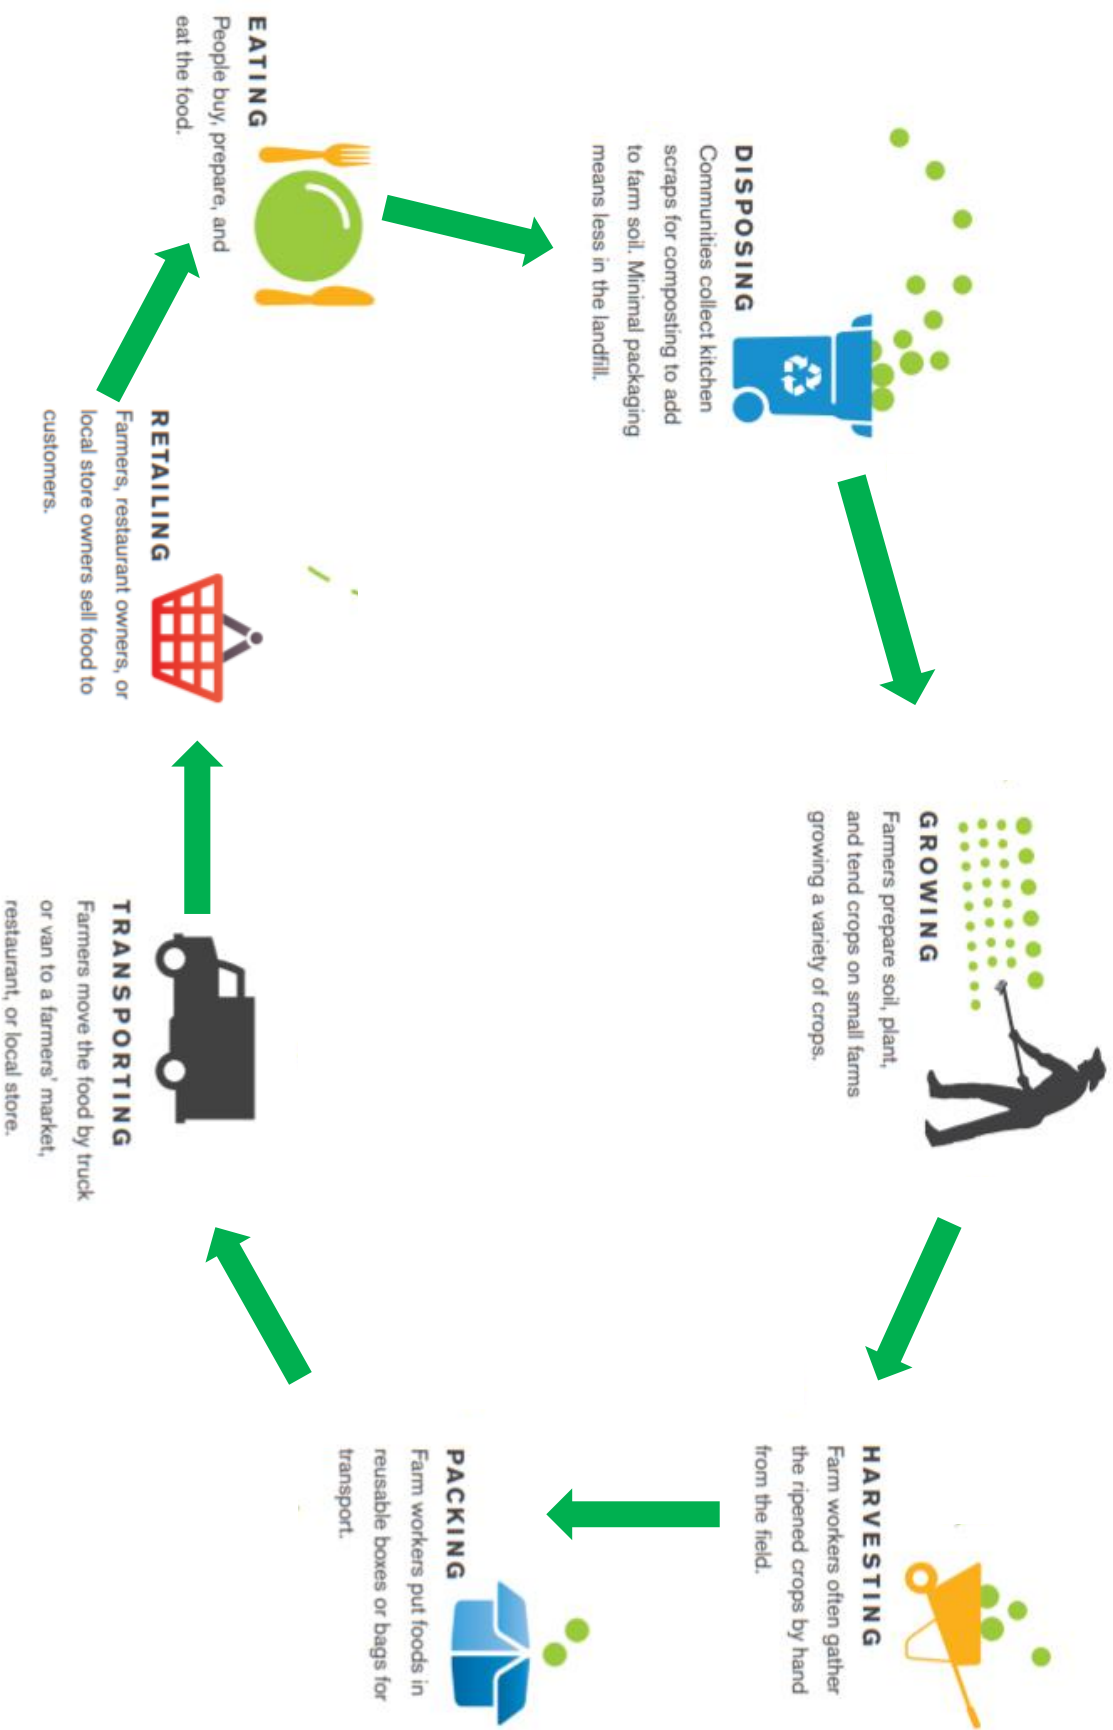 GROWING
Farmers prepare soil, plant,
and tend crops on small farms
growing a variety of crops.
HARVESTING
Farm workers often gather
the ripened crops by hand
from the field.
PACKING
Farm workers put foods in
reusable boxes or bags for
transport.
TRANSPORTING
Farmers move the food by truck
or van to a farmers' market,
restaurant, or local store.
RETAILING
Farmers, restaurant owners, or
local store owners sell food to
customers.
EATING
People buy, prepare, and
eat the food.
DISPOSING
Communities collect kitchen
scraps for composting to add
to farm soil. Minimal packaging
means less in the landfill.